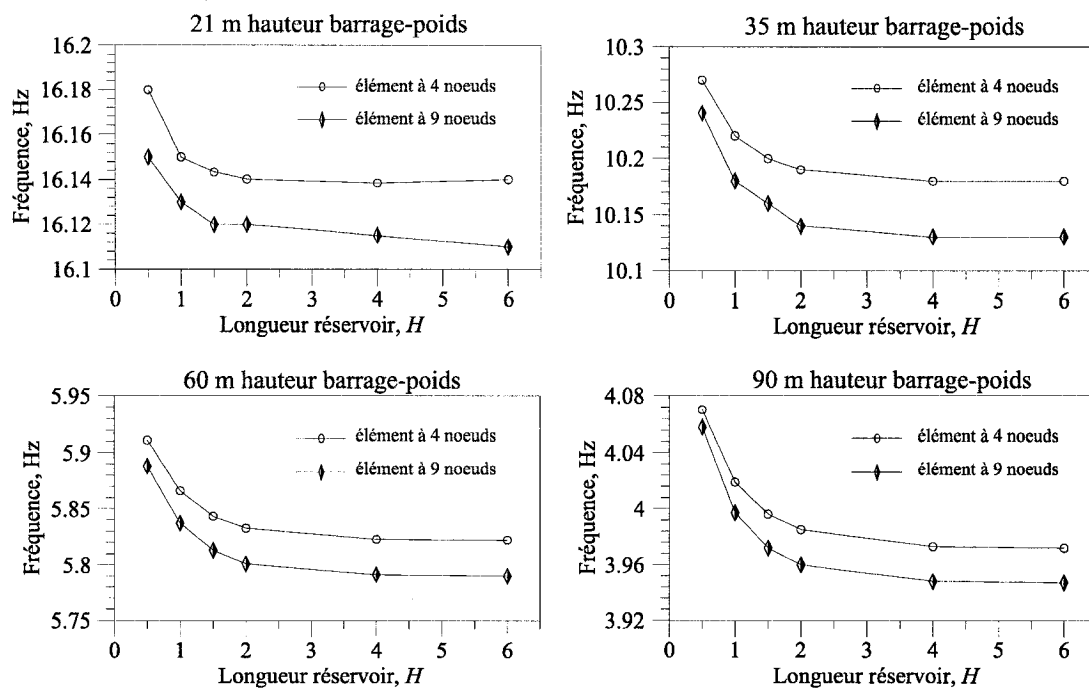 21 m hauteur barrage-poids
16.2
16.18
16.16
16.14
16.12
16.1
Fréquence, Hz
élément à 4 noeuds
élément à 9 noeuds
0 1 2 3 4 5 6
Longueur réservoir, H
35 m hauteur barrage-poids
10.3
10.25
10.2
10.15
10.1
Fréquence, Hz
élément à 4 noeuds
élément à 9 noeuds
0 1 2 3 4 5 6
Longueur réservoir, H
60 m hauteur barrage-poids
5.95
5.9
5.85
5.8
5.75
Fréquence, Hz
élément à 4 noeuds
élément à 9 noeuds
0 1 2 3 4 5 6
Longueur réservoir, H
90 m hauteur barrage-poids
4.08
4.04
4
3.96
3.92
Fréquence, Hz
élément à 4 noeuds
élément à 9 noeuds
0 1 2 3 4 5 6
Longueur réservoir, H